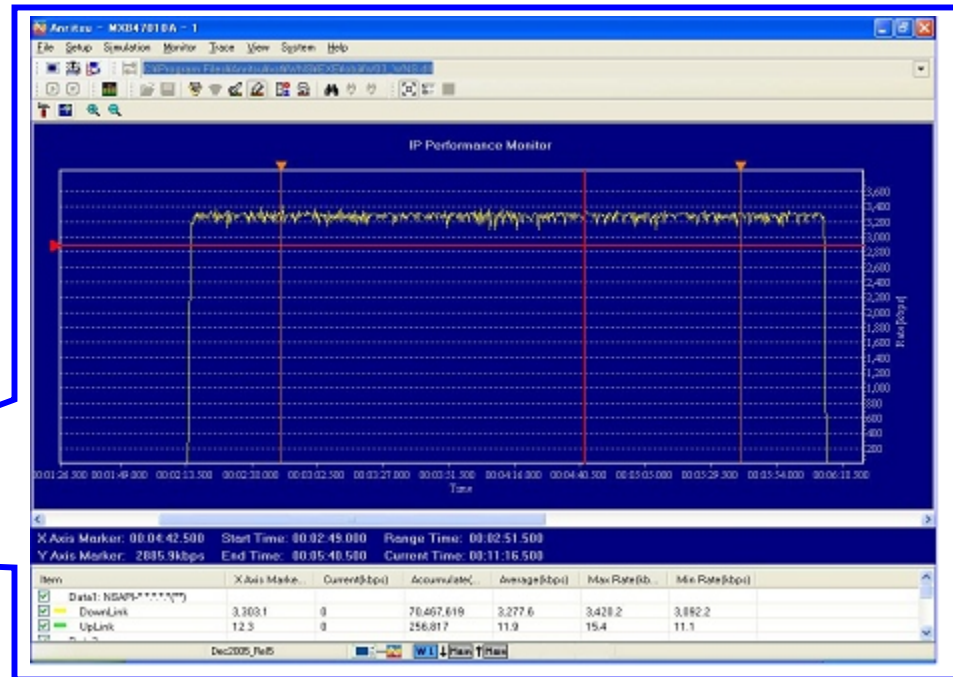 Anritsu - MX847010A - 1
File Setup Simulation Monitor Trace View System Help
IP Performance Monitor
3,600
3,400
3,200
3,000
2,800
2,600
2,400
2,200
2,000
1,800
1,600
1,400
1,200
1,000
800
600
400
200
Rate [kbps]
00:01:26.500 00:01:49.000 00:02:13.500 00:02:38.000 00:03:02.500 00:03:27.000 00:03:51.500 00:04:16.000 00:04:40.500 00:05:05.000 00:05:29.500 00:05:54.000 00:06:18.500
Time
X Axis Marker: 00:04:42.500 Start Time: 00:02:49.000 Range Time: 00:02:51.500
Y Axis Marker: 2885.9kbps End Time: 00:05:40.500 Current Time: 00:11:16.500
Item X Axis Marke... Current(kbps) Accumulate(... Average(kbps) Max Rate(kb... Min Rate(kbps)
Data1: NSAPI-*.*.*.*(**)
DownLink 3,303.1 0 70,467,619 3,277.6 3,420.2 3,092.2
UpLink 12.3 0 256,817 11.9 15.4 11.1
Dec2005_Rel5 W 1 Main Main